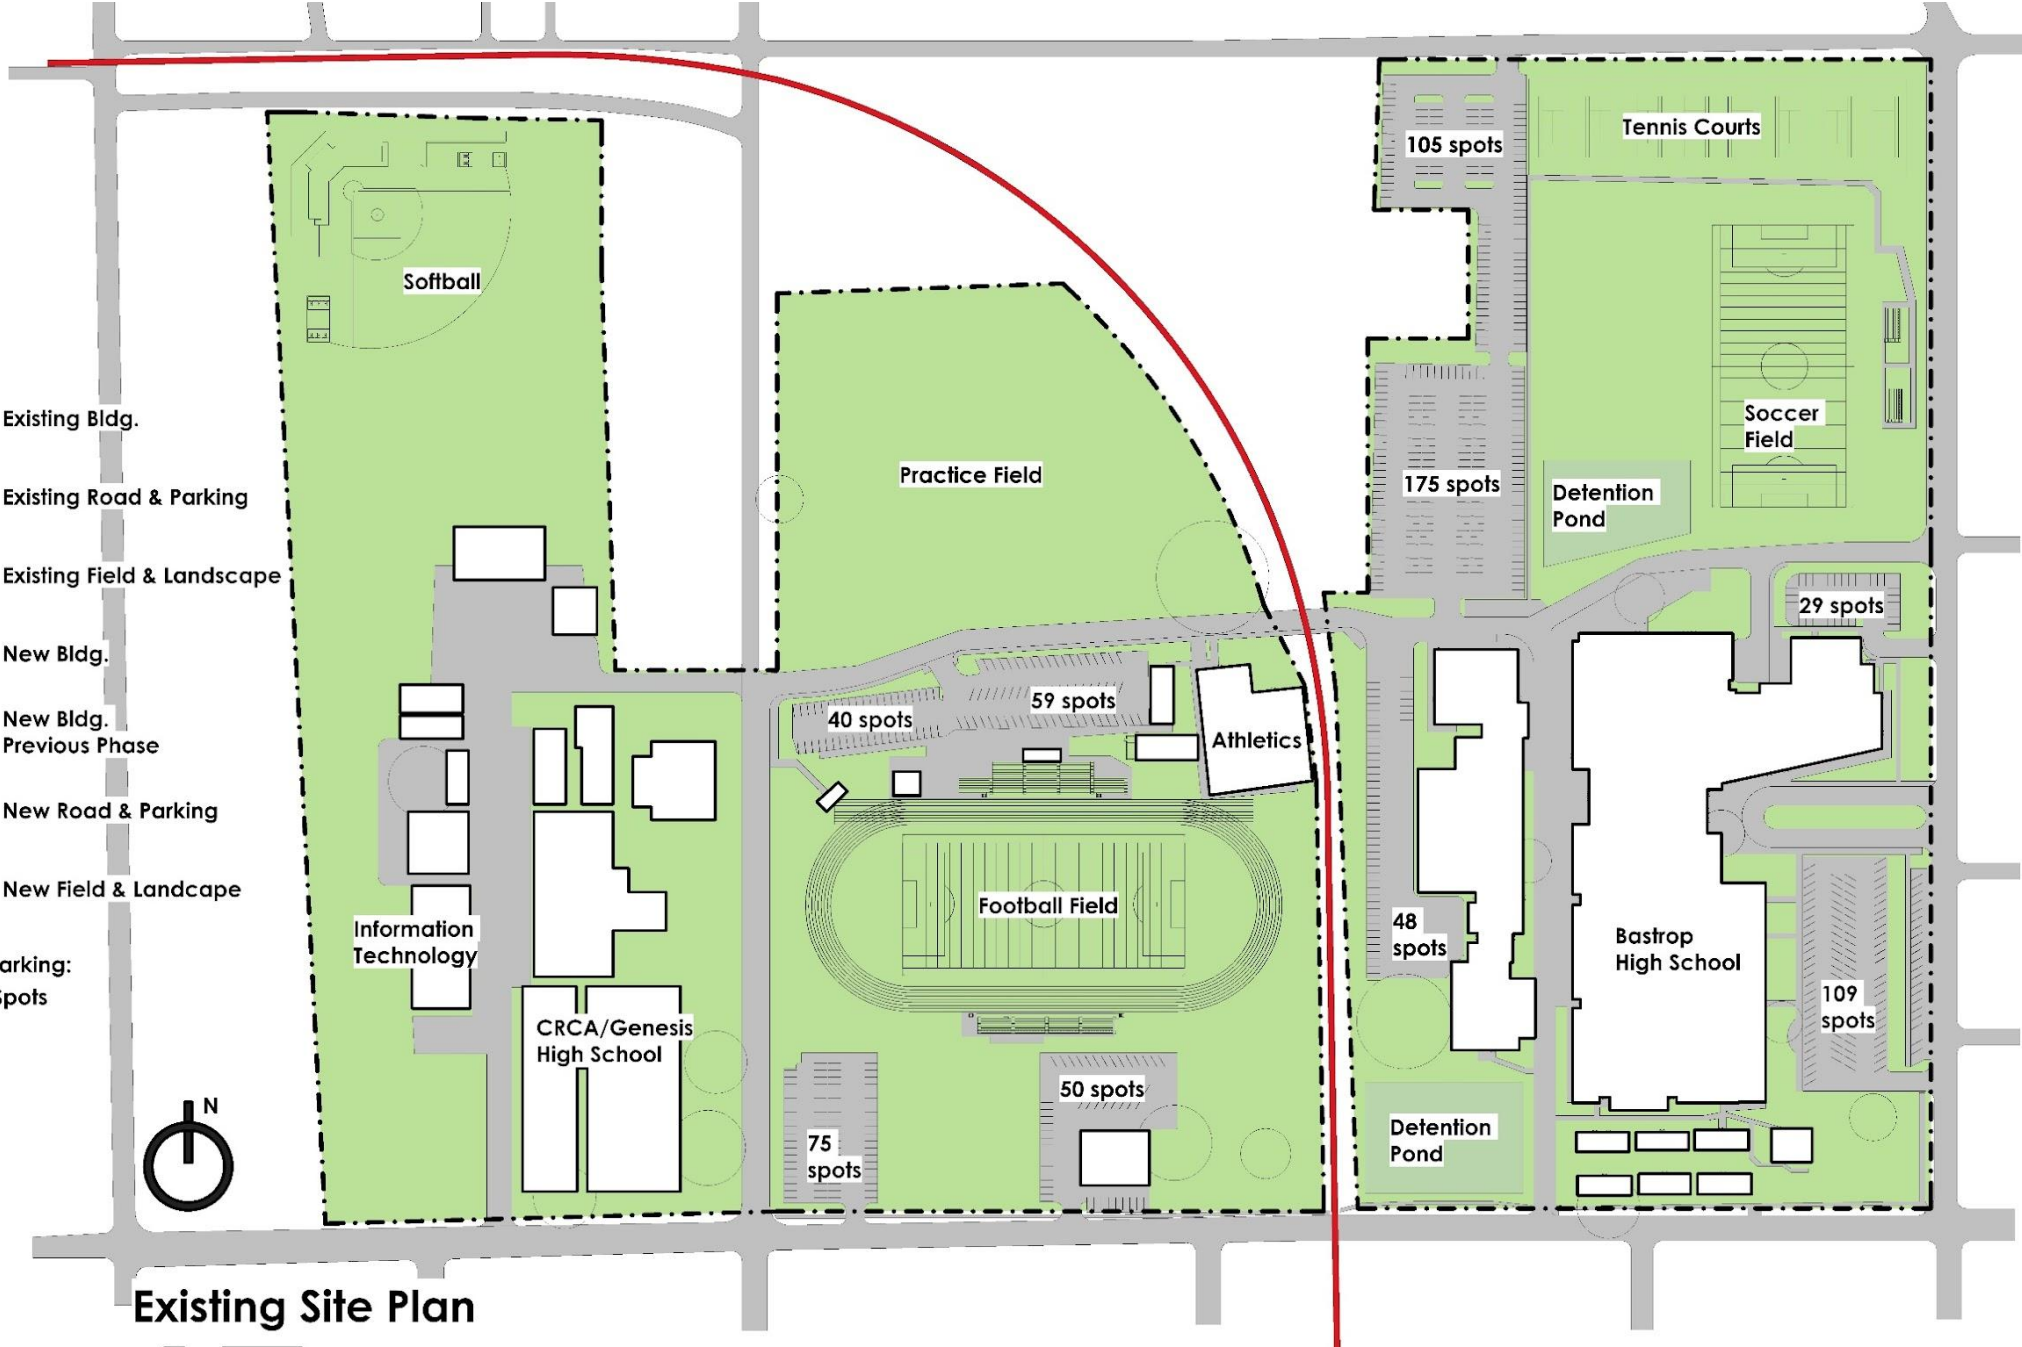 105 spots
Tennis Courts
Softball
Existing Bldg.
Soccer
Field
Practice Field
175 spots
Detention
Pond
Existing Road & Parking
Existing Field & Landscape
29 spots
New Bldg.
New Bldg.
Previous Phase
40 spots
59 spots
Athletics
New Road & Parking
New Field & Landcape
Football Field
Information
Technology
48
spots
Bastrop
High School
arking:
Spots
109
spots
CRCA/Genesis
High School
50 spots
N
75
spots
Detention
Pond
Existing Site Plan